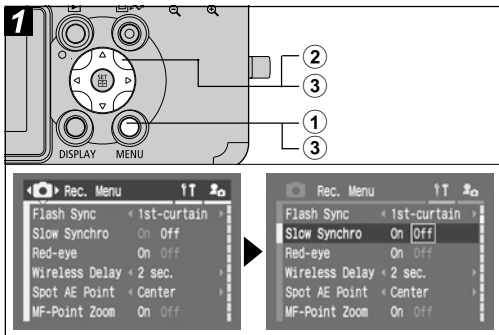 1
SET
DISPLAY MENU
2
3
1
3
Rec. Menu
Flash Sync 1st-curtain
Slow Synchro On Off
Red-eye On Off
Wireless Delay 2 sec.
Spot AE Point Center
MF-Point Zoom On Off
Rec. Menu
Flash Sync 1st-curtain
Slow Synchro On Off
Red-eye On Off
Wireless Delay 2 sec.
Spot AE Point Center
MF-Point Zoom On Off